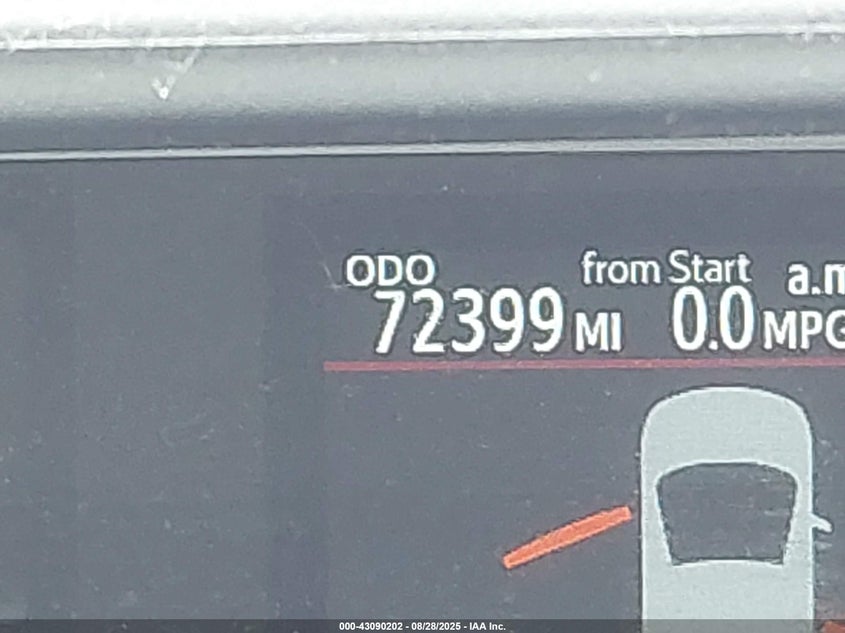 ODO from Start a.m
72399 MI 0.0 MPG
000-43090202 - 08/28/2025 - IAA Inc.